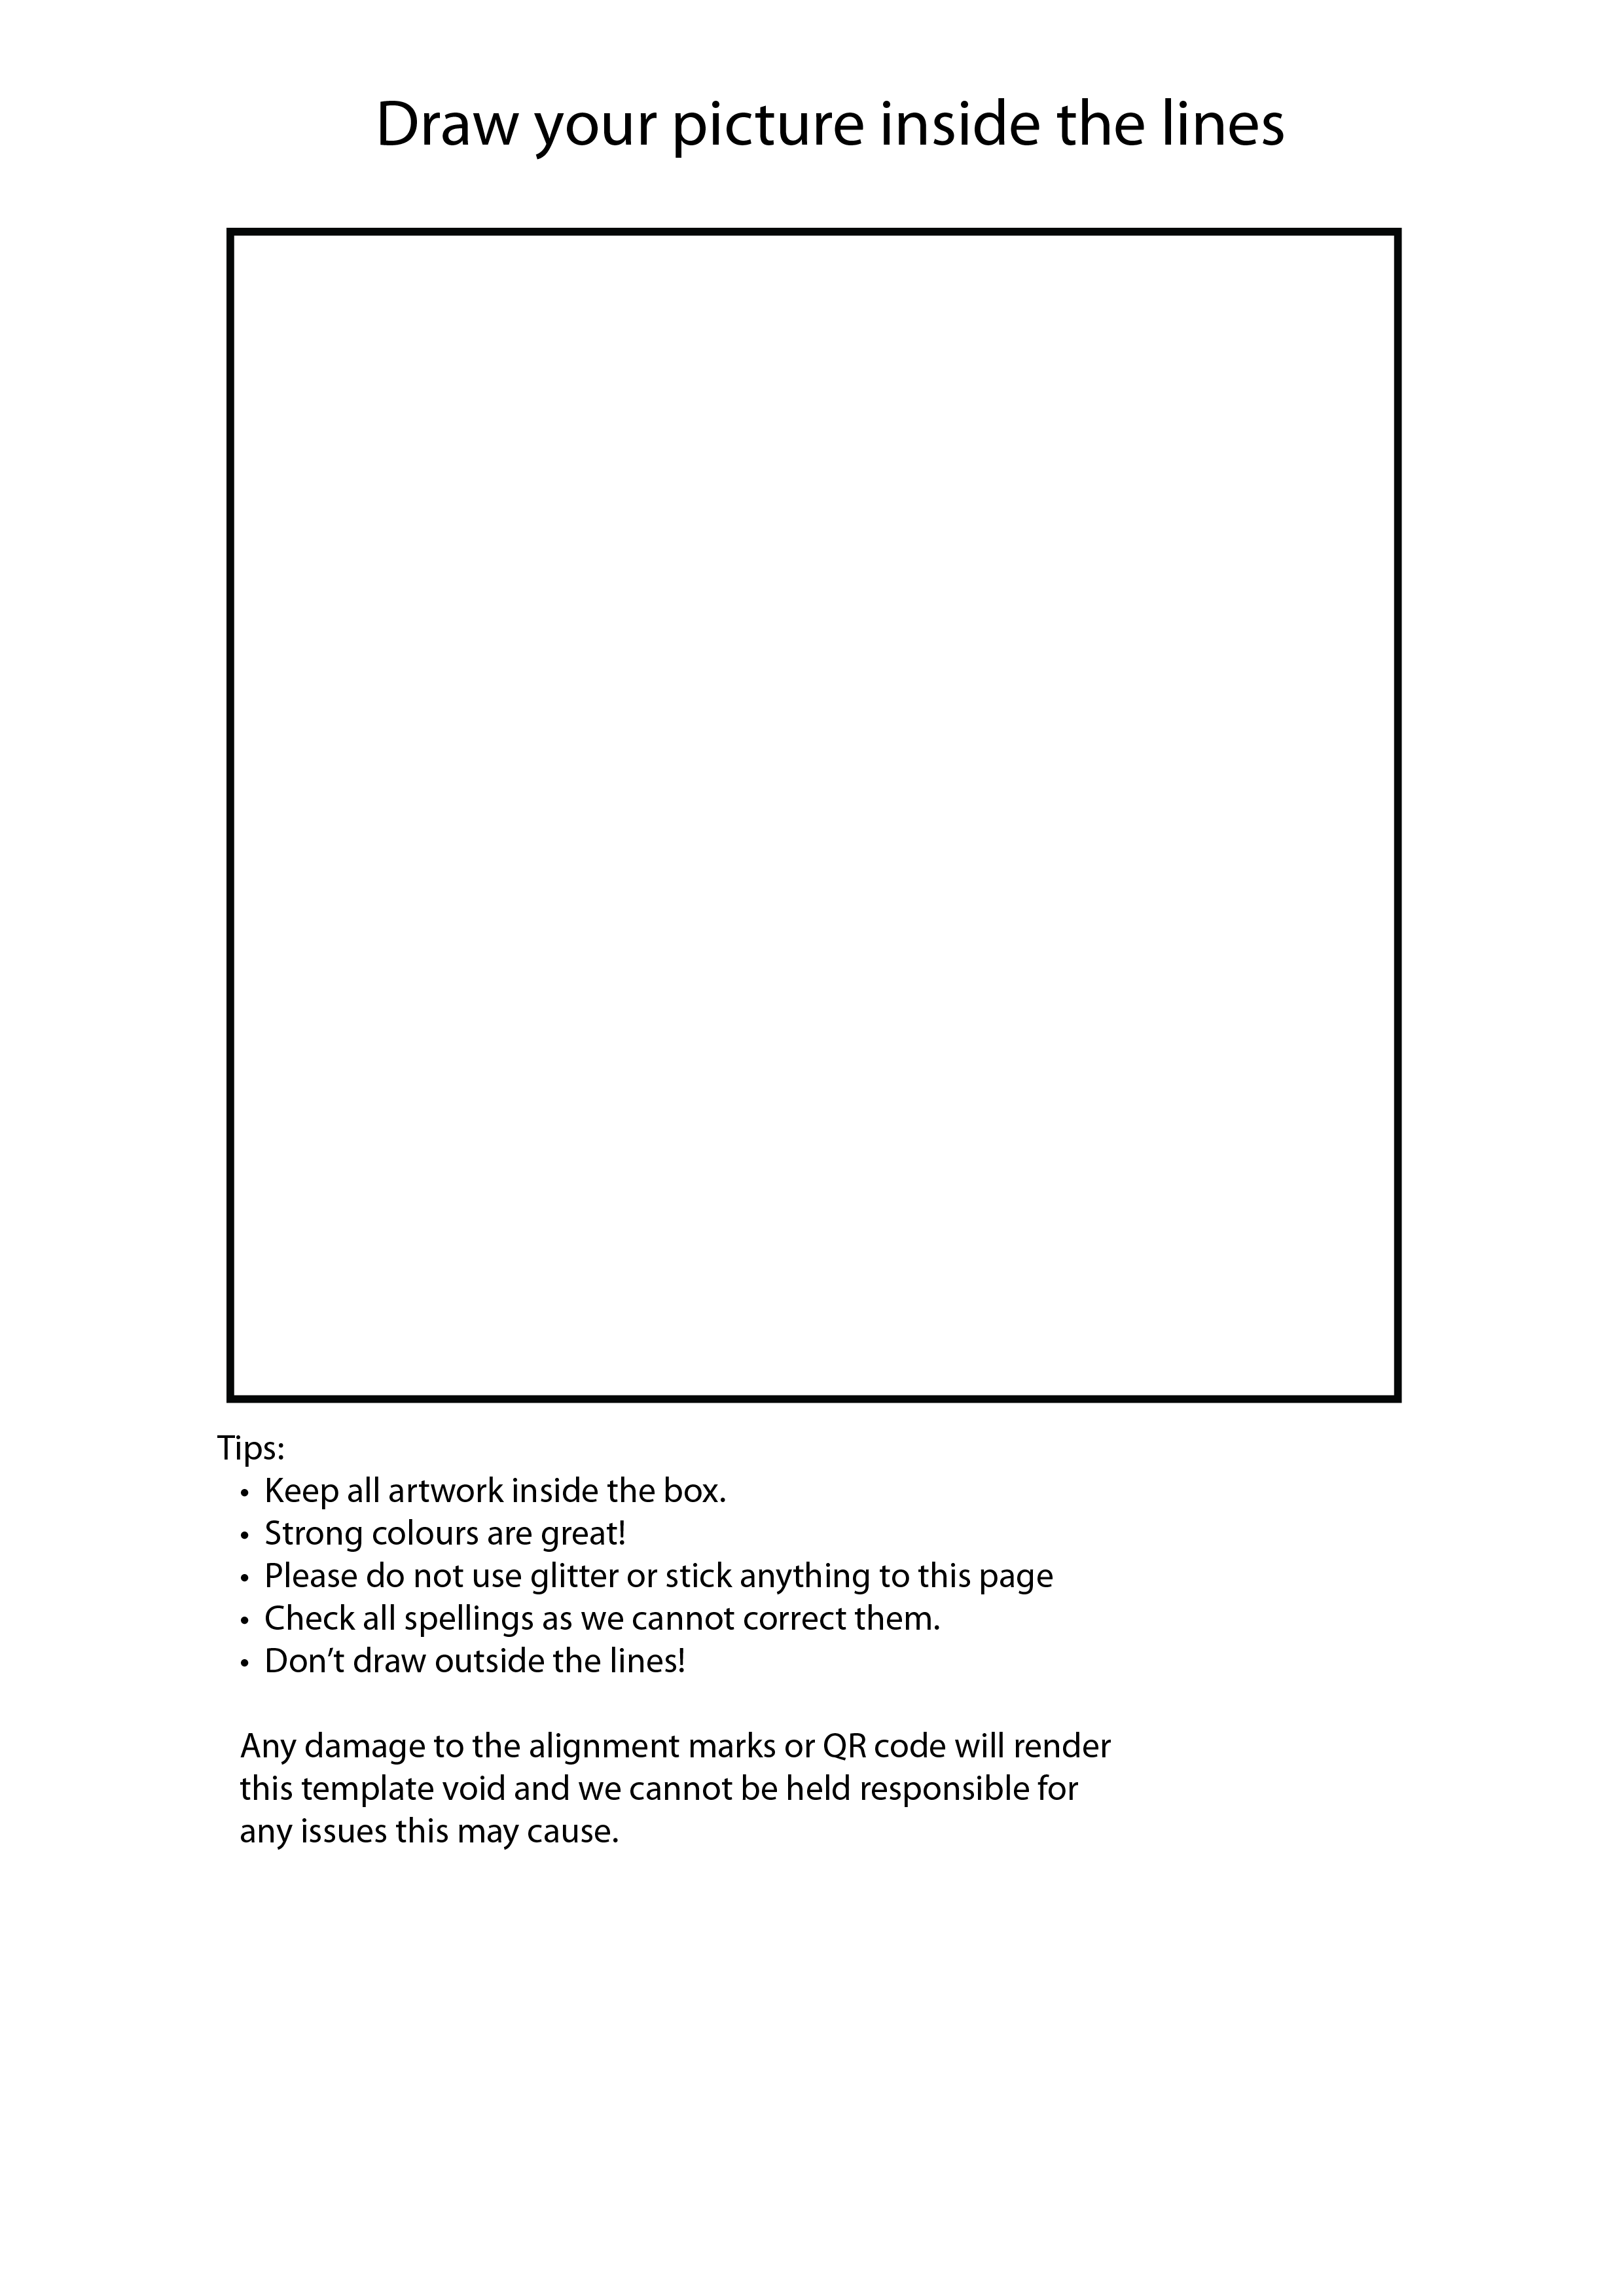 Draw your picture inside the lines
Tips:
• Keep all artwork inside the box.
• Strong colours are great!
• Please do not use glitter or stick anything to this page
• Check all spellings as we cannot correct them.
• Don’t draw outside the lines!
Any damage to the alignment marks or QR code will render
this template void and we cannot be held responsible for
any issues this may cause.